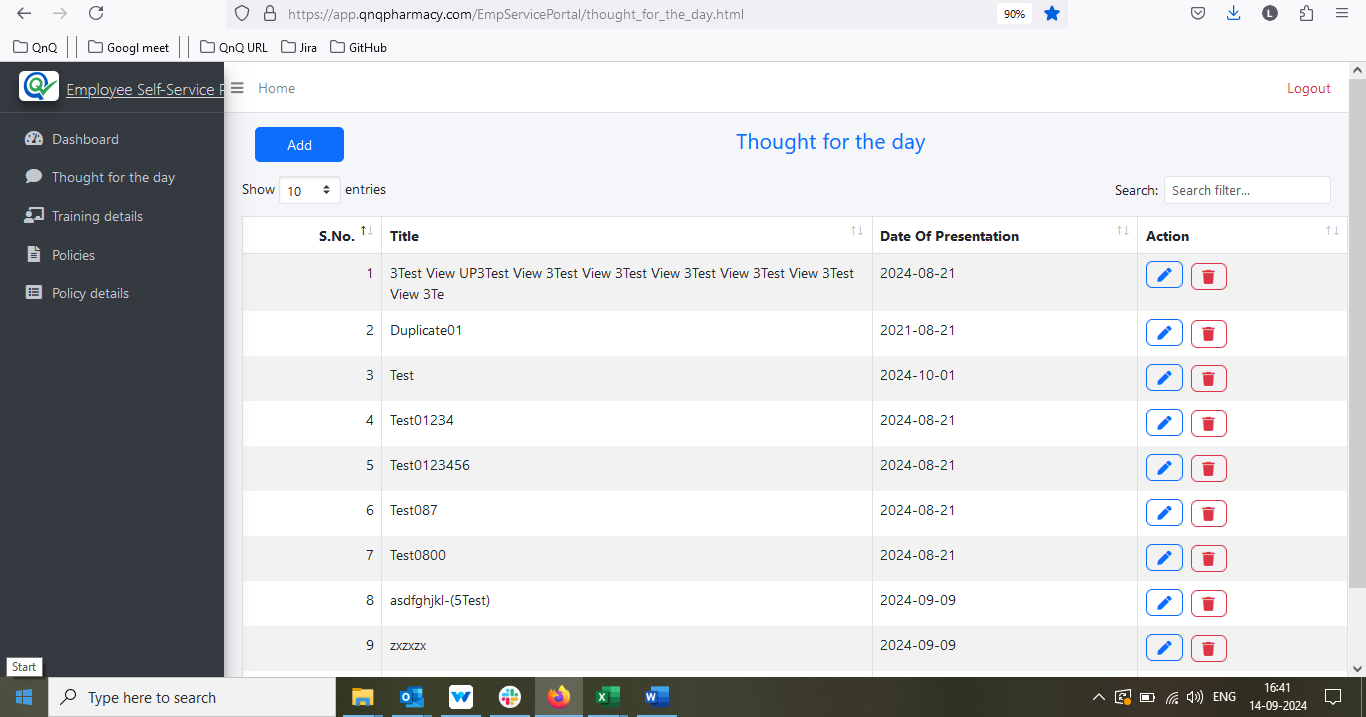 https://app.qnqpharmacy.com/EmpServicePortal/thought_for_the_day.html
90%
L
QnQ
Googl meet
QnQ URL
Jira
GitHub
Employee Self-Service P
Home
Logout
Dashboard
Thought for the day
Training details
Policies
Policy details
Add
Thought for the day
Show 10 entries
Search: Search filter...
S.No. Title Date Of Presentation Action
1 3Test View UP3Test View 3Test View 3Test View 3Test View 3Test View 3Test 2024-08-21
View 3Te
2 Duplicate01 2021-08-21
3 Test 2024-10-01
4 Test01234 2024-08-21
5 Test0123456 2024-08-21
6 Test087 2024-08-21
7 Test0800 2024-08-21
8 asdfghjkl-(5Test) 2024-09-09
9 zxzxzx 2024-09-09
Start
Type here to search
ENG
16:41
14-09-2024